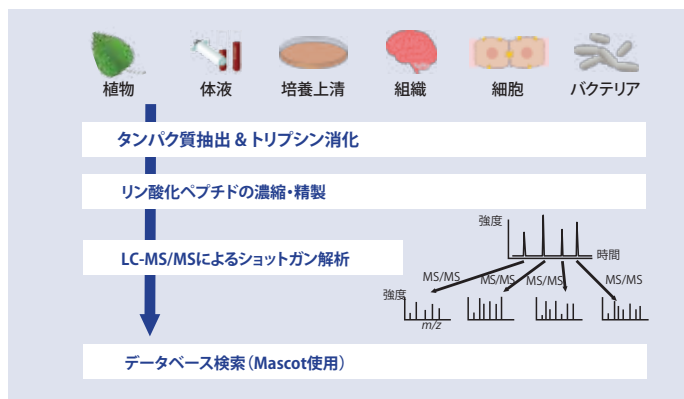 植物 体液 培養上清 組織 細胞 バクテリア
タンパク質抽出 & トリプシン消化
リン酸化ペプチドの濃縮・精製
強度
時間
LC-MS/MSによるショットガン解析
MS/MS MS/MS MS/MS MS/MS
強度
m/z
データベース検索（Mascot使用）